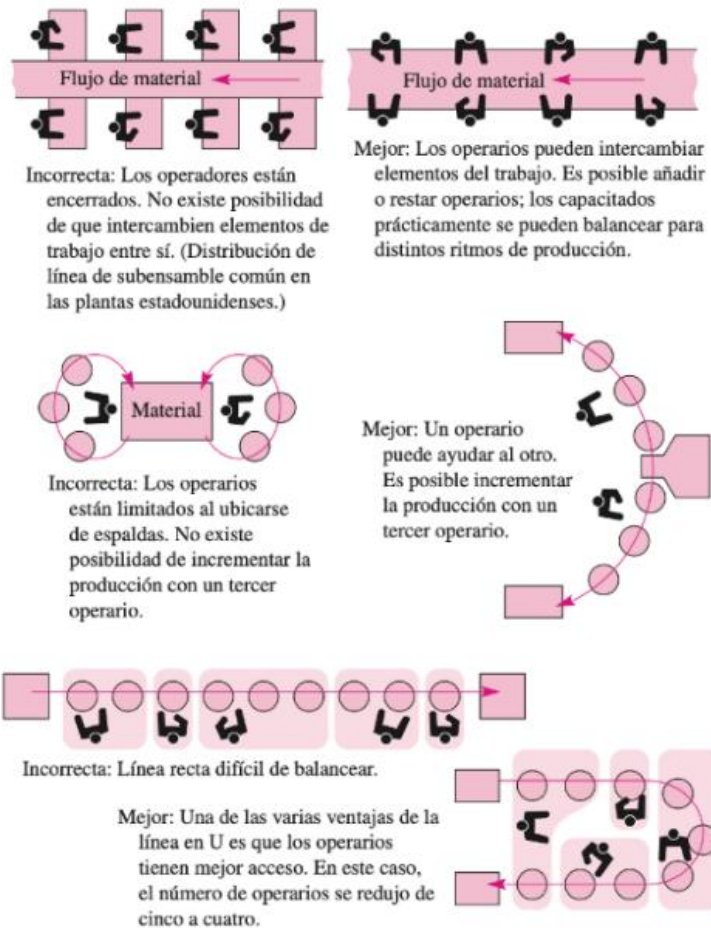 Flujo de material
Incorrecta: Los operadores están
encerrados. No existe posibilidad
de que intercambien elementos de
trabajo entre sí. (Distribución de
línea de subensamble común en
las plantas estadounidenses.)
Flujo de material
Mejor: Los operarios pueden intercambiar
elementos del trabajo. Es posible añadir
o restar operarios; los capacitados
prácticamente se pueden balancear para
distintos ritmos de producción.
Material
Incorrecta: Los operarios
están limitados al ubicarse
de espaldas. No existe
posibilidad de incrementar la
producción con un tercer
operario.
Mejor: Un operario
puede ayudar al otro.
Es posible incrementar
la producción con un
tercer operario.
Incorrecta: Línea recta difícil de balancear.
Mejor: Una de las varias ventajas de la
línea en U es que los operarios
tienen mejor acceso. En este caso,
el número de operarios se redujo de
cinco a cuatro.